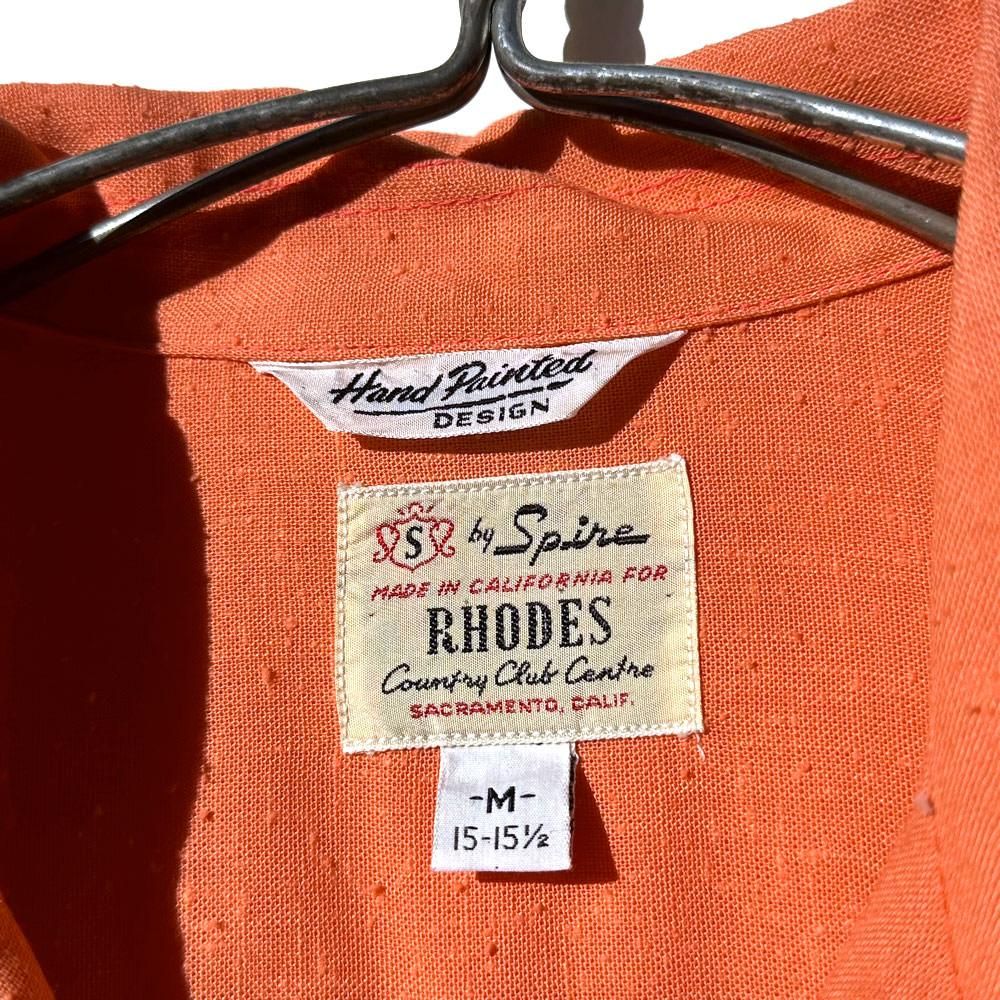 Hand Painted
DESIGN
S by Spire
MADE IN CALIFORNIA FOR
RHODES
Country Club Centre
SACRAMENTO, CALIF.
-M-
15-15½